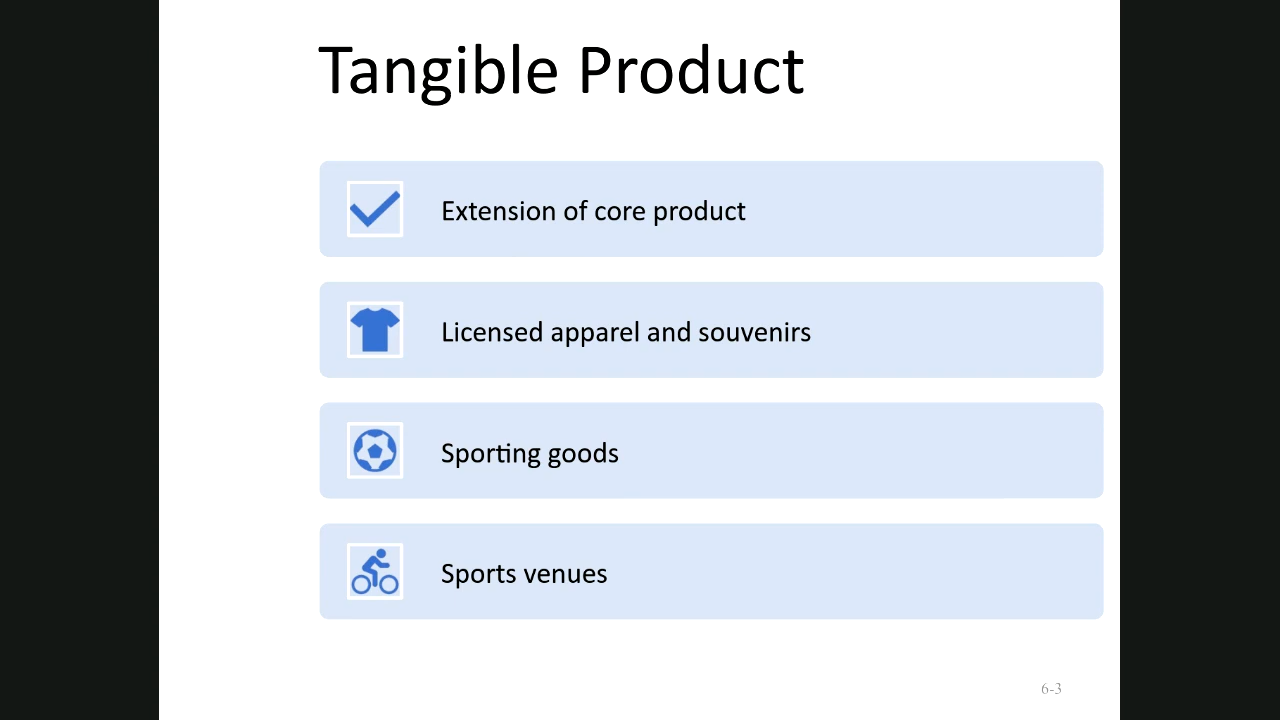 Tangible Product
Extension of core product
Licensed apparel and souvenirs
Sporting goods
Sports venues
6-3